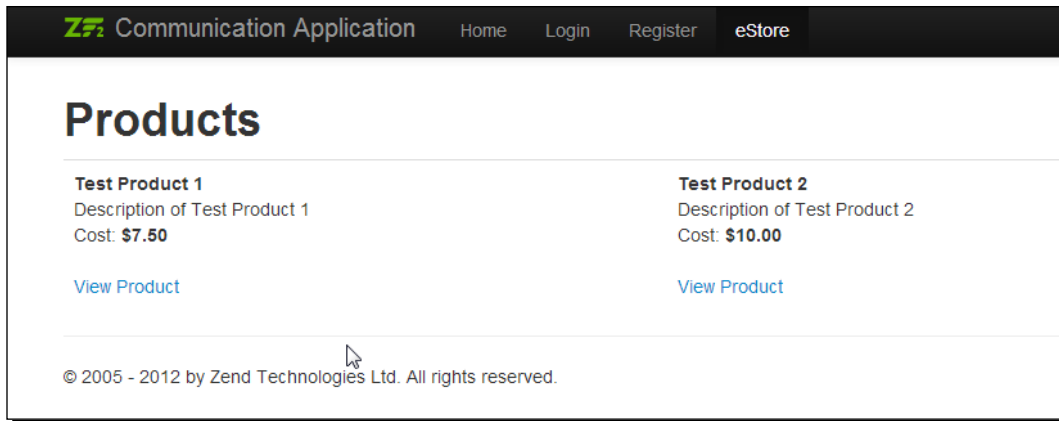 ZF2 Communication Application Home Login Register eStore
Products
Test Product 1
Description of Test Product 1
Cost: $7.50
View Product
Test Product 2
Description of Test Product 2
Cost: $10.00
View Product
© 2005 - 2012 by Zend Technologies Ltd. All rights reserved.